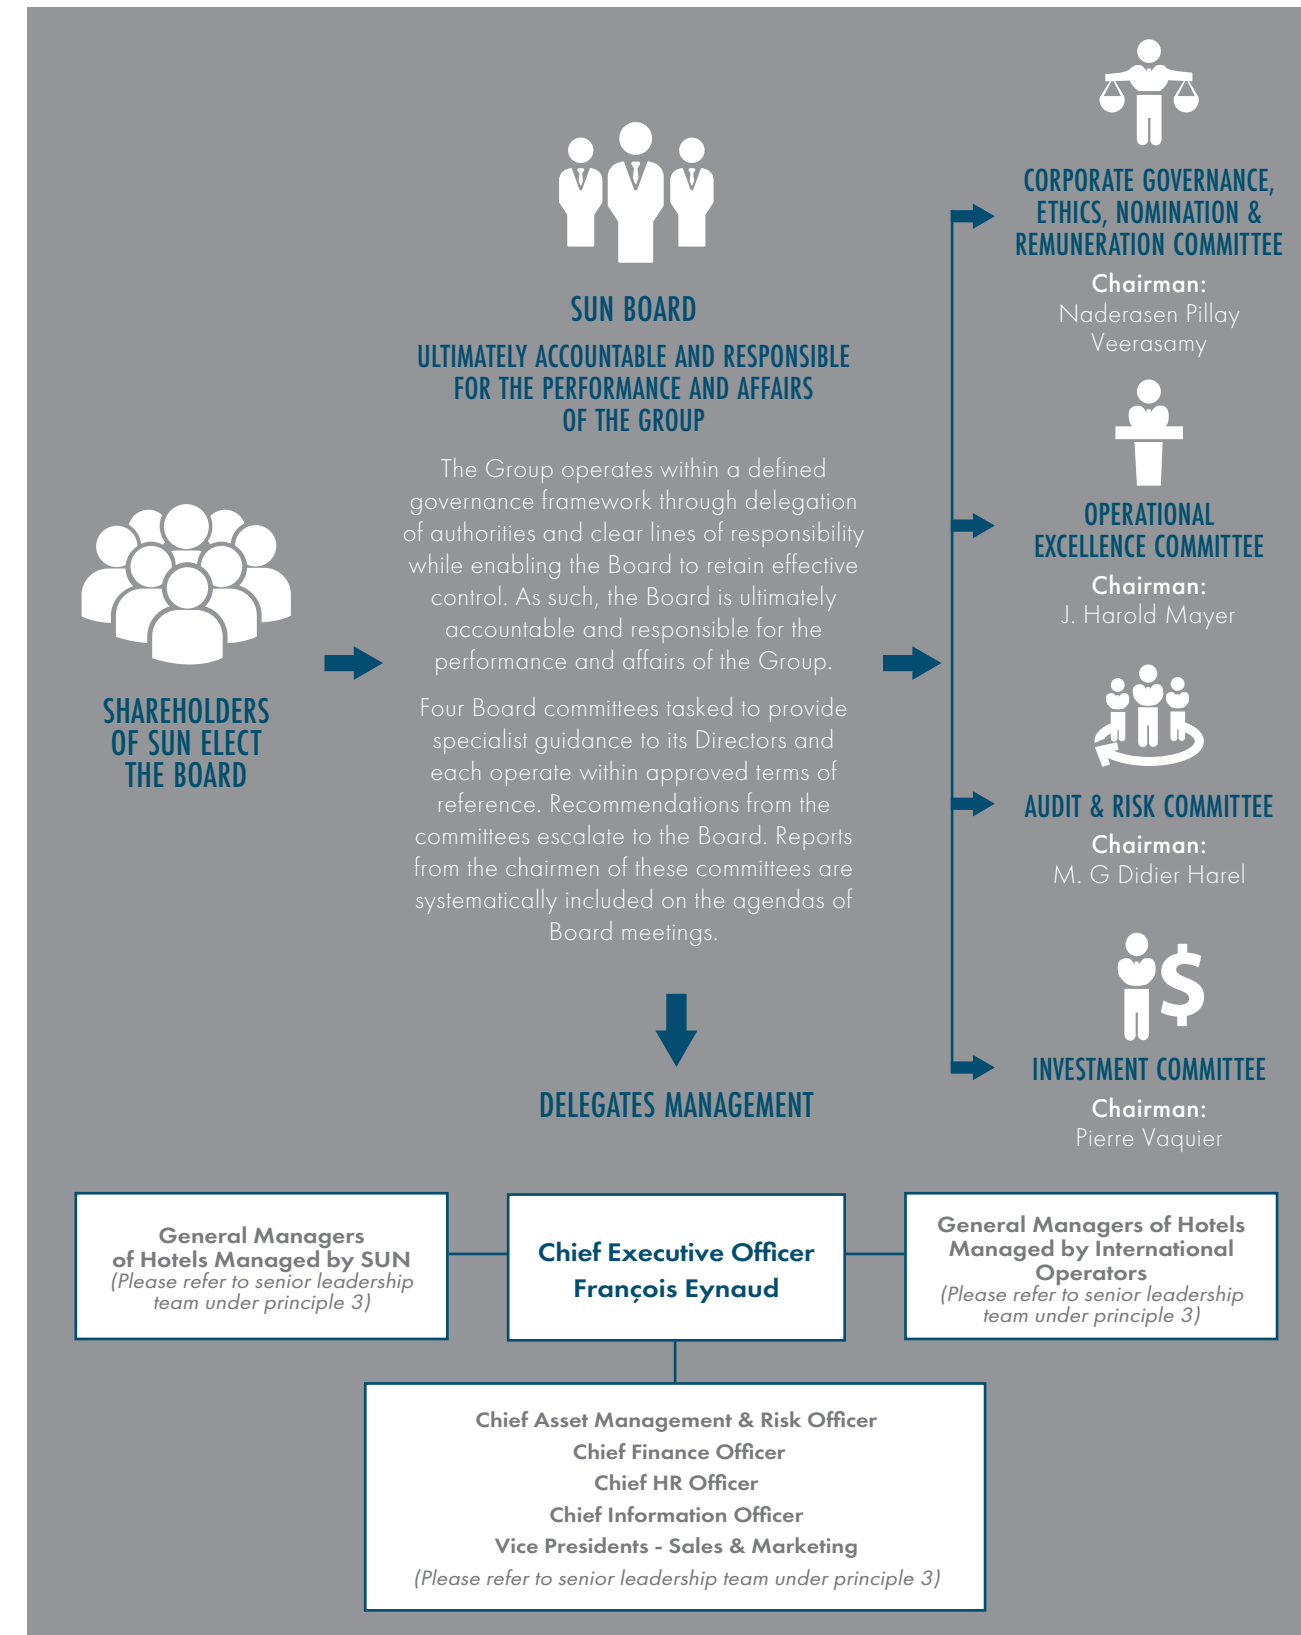 SHAREHOLDERS
OF SUN ELECT
THE BOARD
SUN BOARD
ULTIMATELY ACCOUNTABLE AND RESPONSIBLE
FOR THE PERFORMANCE AND AFFAIRS
OF THE GROUP
The Group operates within a defined
governance framework through delegation
of authorities and clear lines of responsibility
while enabling the Board to retain effective
control. As such, the Board is ultimately
accountable and responsible for the
performance and affairs of the Group.
Four Board committees tasked to provide
specialist guidance to its Directors and
each operate within approved terms of
reference. Recommendations from the
committees escalate to the Board. Reports
from the chairmen of these committees are
systematically included on the agendas of
Board meetings.
CORPORATE GOVERNANCE,
ETHICS, NOMINATION &
REMUNERATION COMMITTEE
Chairman:
Naderasen Pillay
Veerasamy
OPERATIONAL
EXCELLENCE COMMITTEE
Chairman:
J. Harold Mayer
AUDIT & RISK COMMITTEE
Chairman:
M. G Didier Harel
INVESTMENT COMMITTEE
Chairman:
Pierre Vaquier
DELEGATES MANAGEMENT
General Managers
of Hotels Managed by SUN
(Please refer to senior leadership
team under principle 3)
Chief Executive Officer
François Eynaud
General Managers of Hotels
Managed by International
Operators
(Please refer to senior leadership
team under principle 3)
Chief Asset Management & Risk Officer
Chief Finance Officer
Chief HR Officer
Chief Information Officer
Vice Presidents - Sales & Marketing
(Please refer to senior leadership team under principle 3)